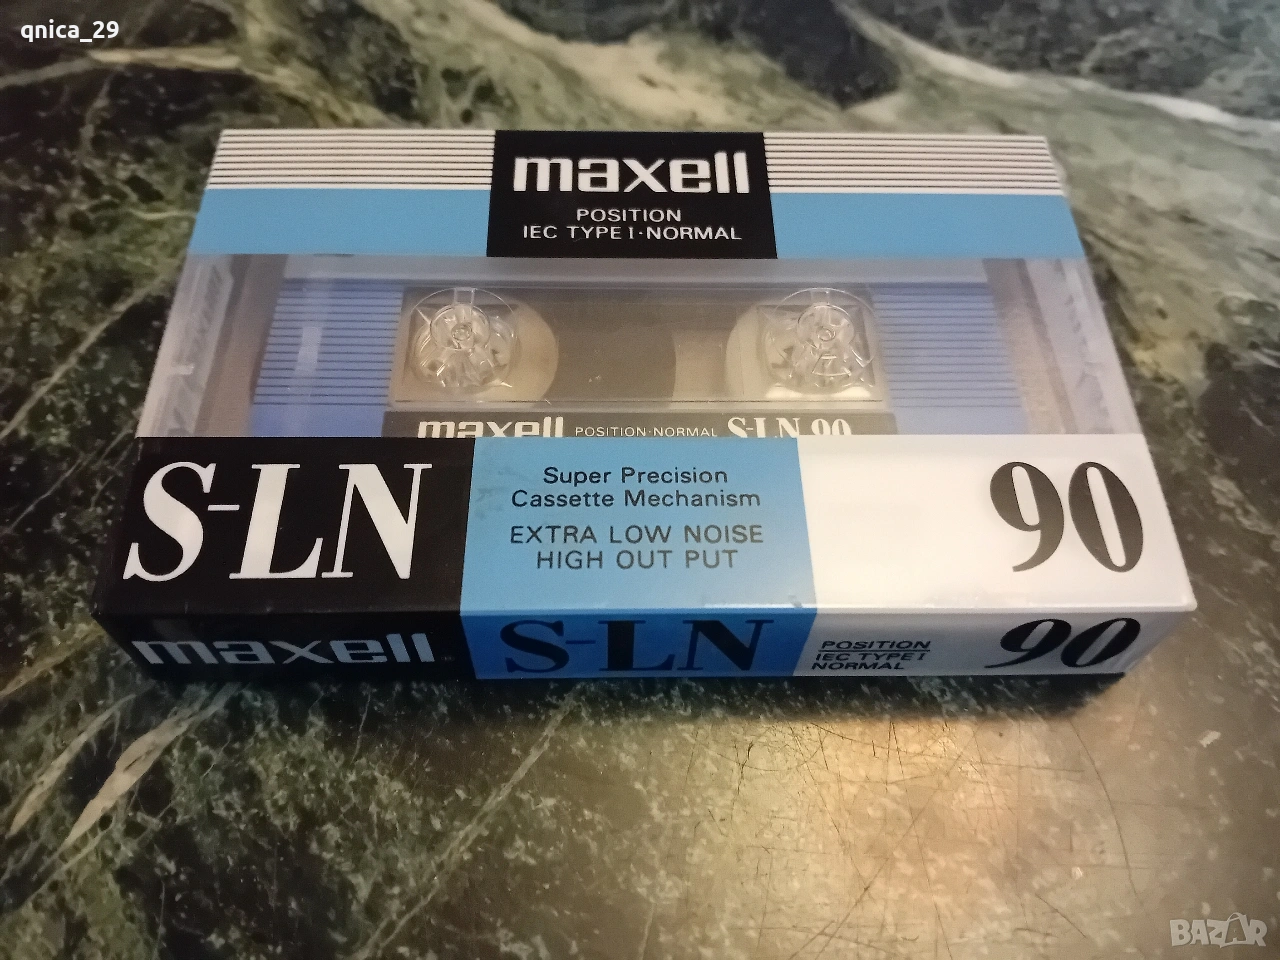 qnica_29
maxell
POSITION
IEC TYPE I·NORMAL
maxell POSITION·NORMAL S-LN 90
S-LN
Super Precision
Cassette Mechanism
EXTRA LOW NOISE
HIGH OUT PUT
90
maxell
S-LN
POSITION
IEC TYPE I
NORMAL
90
BAZAR